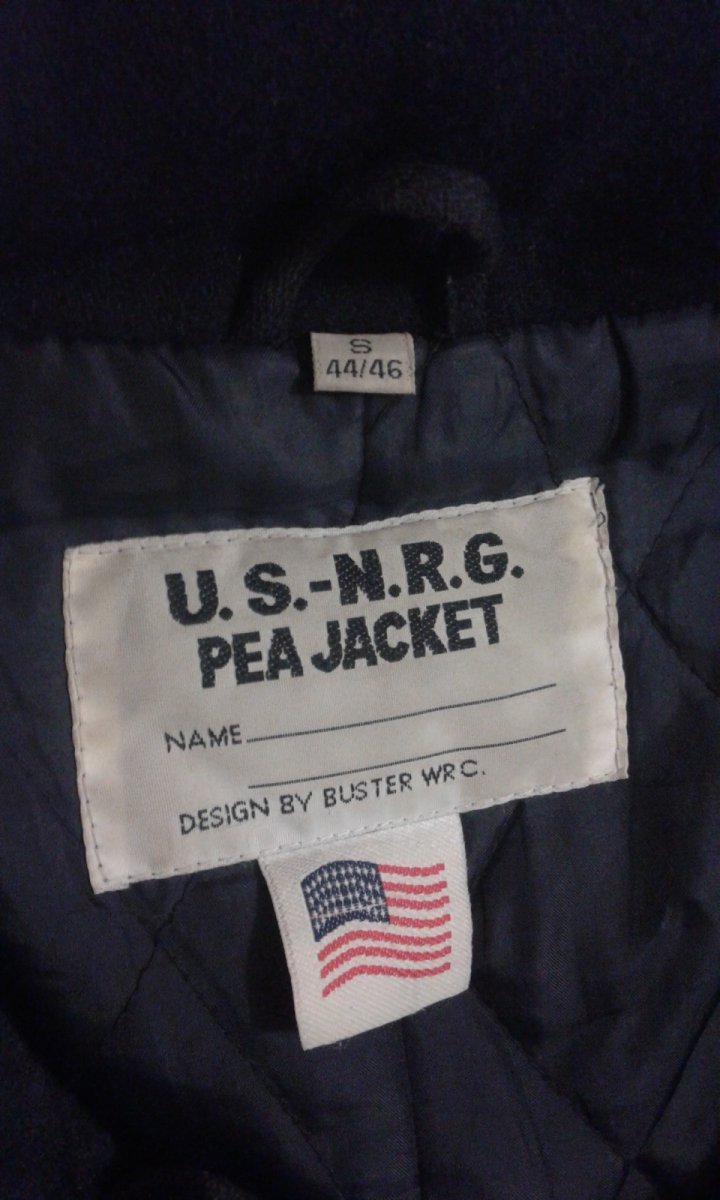 S
44/46
U.S.-N.R.G.
PEA JACKET
NAME
DESIGN BY BUSTER WRC.